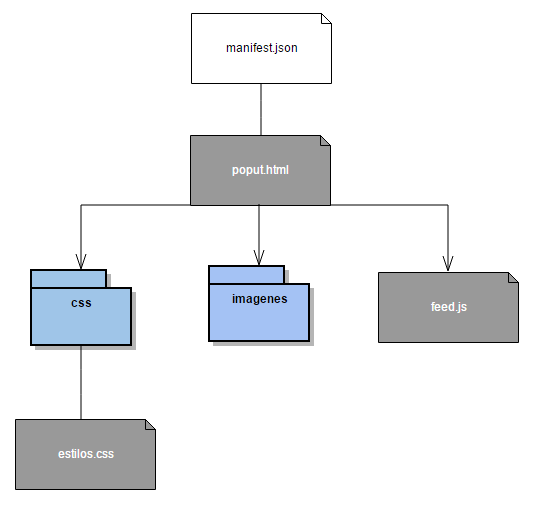 manifest.json
poput.html
css
imagenes
feed.js
estilos.css